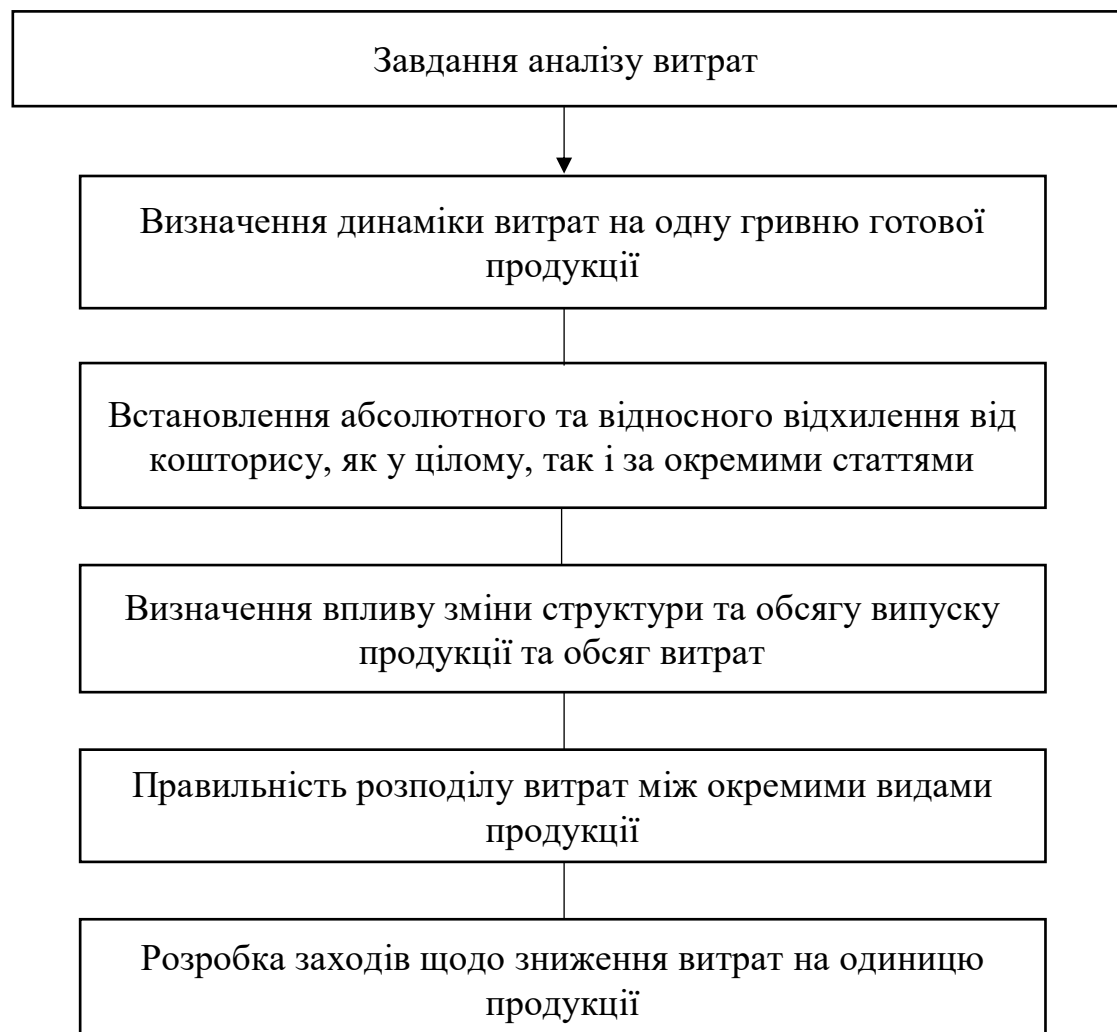 Завдання аналізу витрат
Визначення динаміки витрат на одну гривню готової
продукції
Встановлення абсолютного та відносного відхилення від
кошторису, як у цілому, так і за окремими статтями
Визначення впливу зміни структури та обсягу випуску
продукції та обсяг витрат
Правильність розподілу витрат між окремими видами
продукції
Розробка заходів щодо зниження витрат на одиницю
продукції